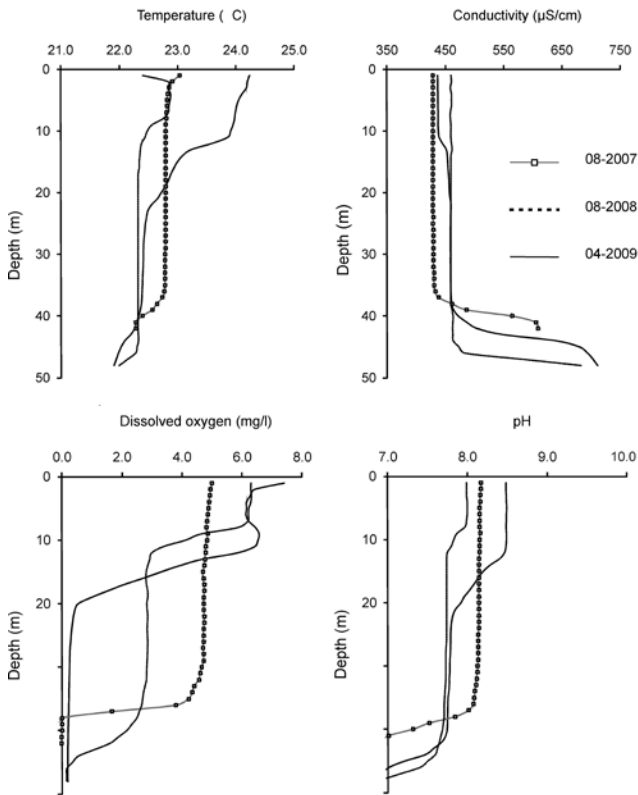 Temperature ( C)
21.0 22.0 23.0 24.0 25.0
0
10
20
30
40
50
Depth (m)
Conductivity (µS/cm)
350 450 550 650 750
0
10
20
30
40
50
Depth (m)
08-2007
08-2008
04-2009
Dissolved oxygen (mg/l)
0.0 2.0 4.0 6.0 8.0
0
10
20
Depth (m)
pH
7.0 8.0 9.0 10.0
0
10
20
Depth (m)